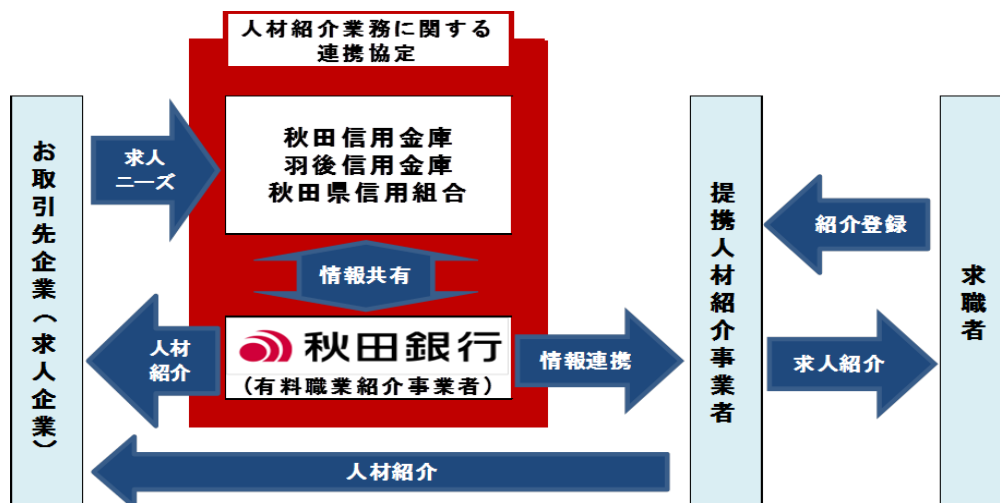 人材紹介業務に関する
連携協定
お取引先企業(求人企業)
求人
ニーズ
秋田信用金庫
羽後信用金庫
秋田県信用組合
情報共有
人材
紹介
秋田銀行
(有料職業紹介事業者)
情報連携
提携人材紹介事業者
紹介登録
求人紹介
求職者
人材紹介